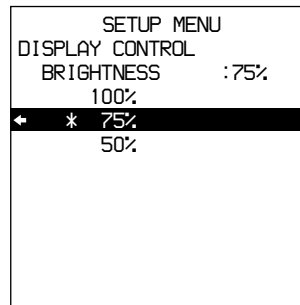 SETUP MENU
DISPLAY CONTROL
BRIGHTNESS :75%
100%
← * 75%
50%